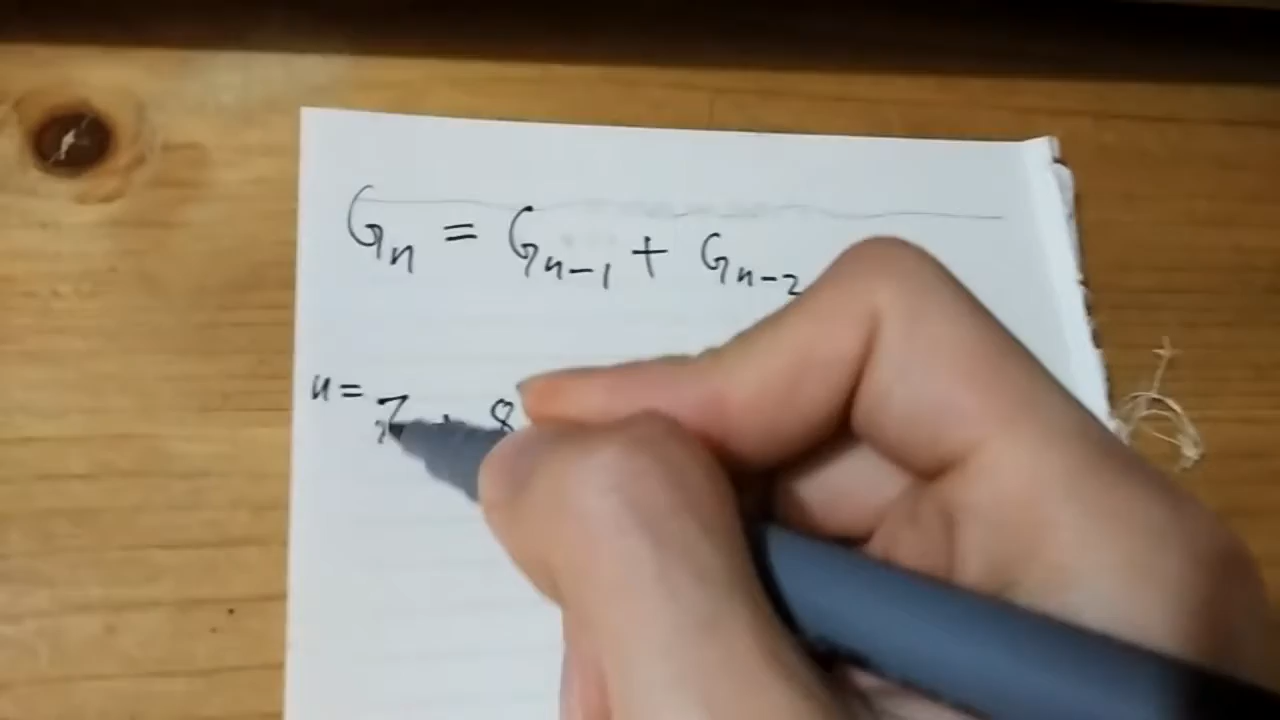 Gₙ = Gₙ₋₁ + Gₙ₋₂
n = 7 8